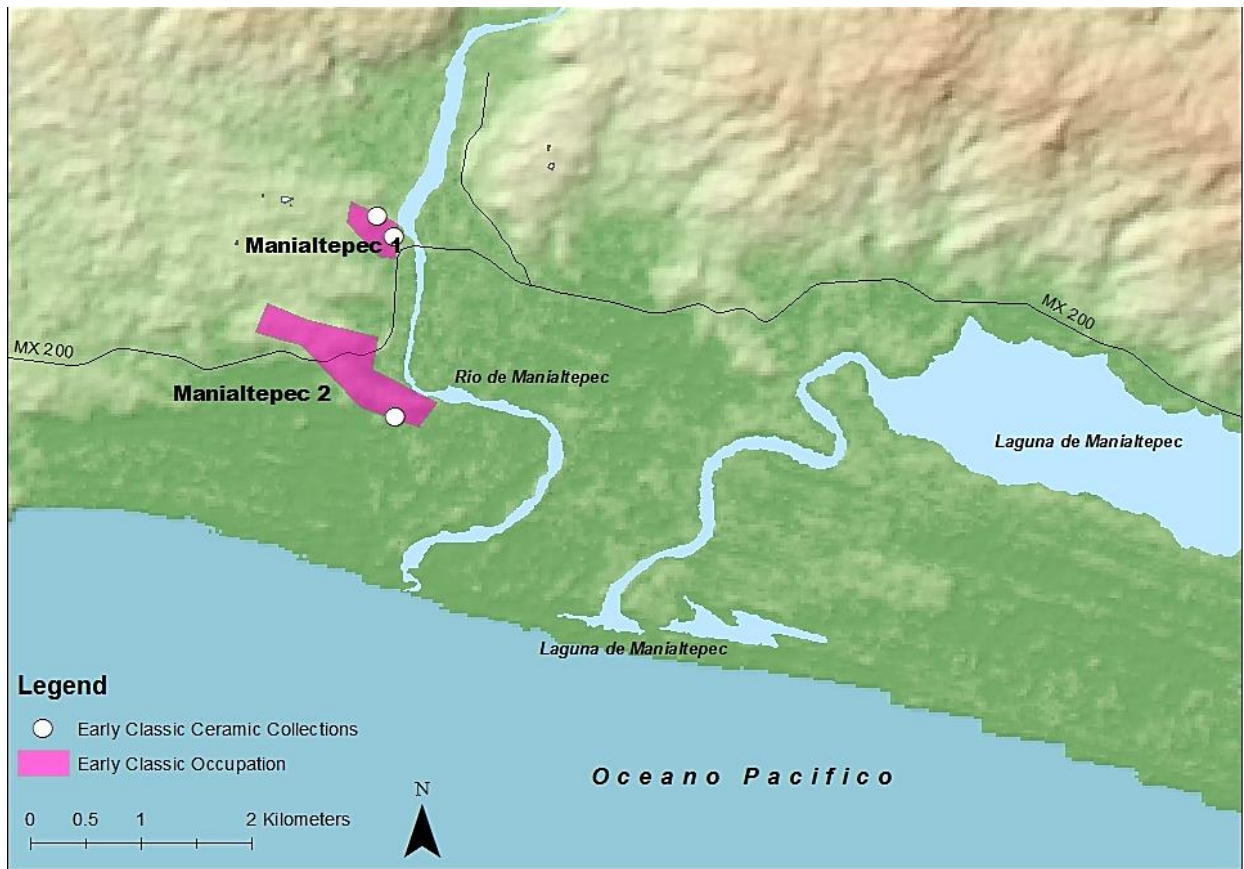 Manialtepec 1
MX 200
MX 200
Rio de Manialtepec
Manialtepec 2
Laguna de Manialtepec
Laguna de Manialtepec
Legend
Early Classic Ceramic Collections
Early Classic Occupation
Oceano Pacifico
N
0 0.5 1 2 Kilometers